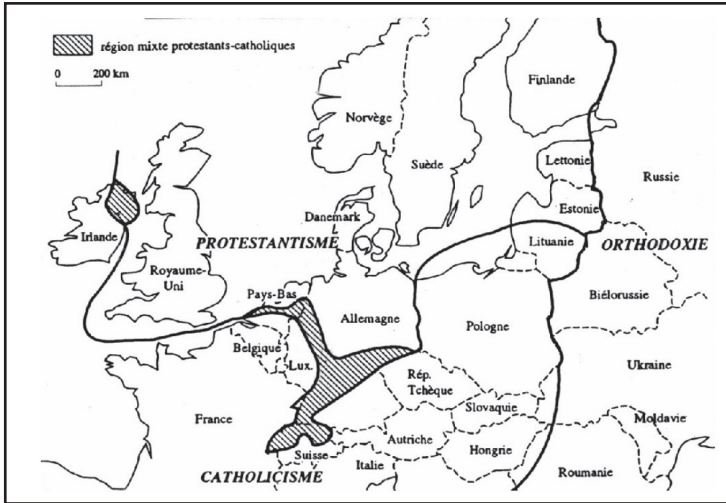 région mixte protestants-catholiques
0 200 km
Finlande
Norvège
Suède
Lettonie
Russie
Estonie
Danemark
Irlande
PROTESTANTISME
Lituanie
ORTHODOXIE
Royaume-
Uni
Pays-Bas
Biélorussie
Allemagne
Pologne
Belgique
Lux.
Ukraine
Rép.
Tchèque
Slovaquie
France
Moldavie
Autriche
Hongrie
Suisse
Italie
Roumanie
CATHOLICISME